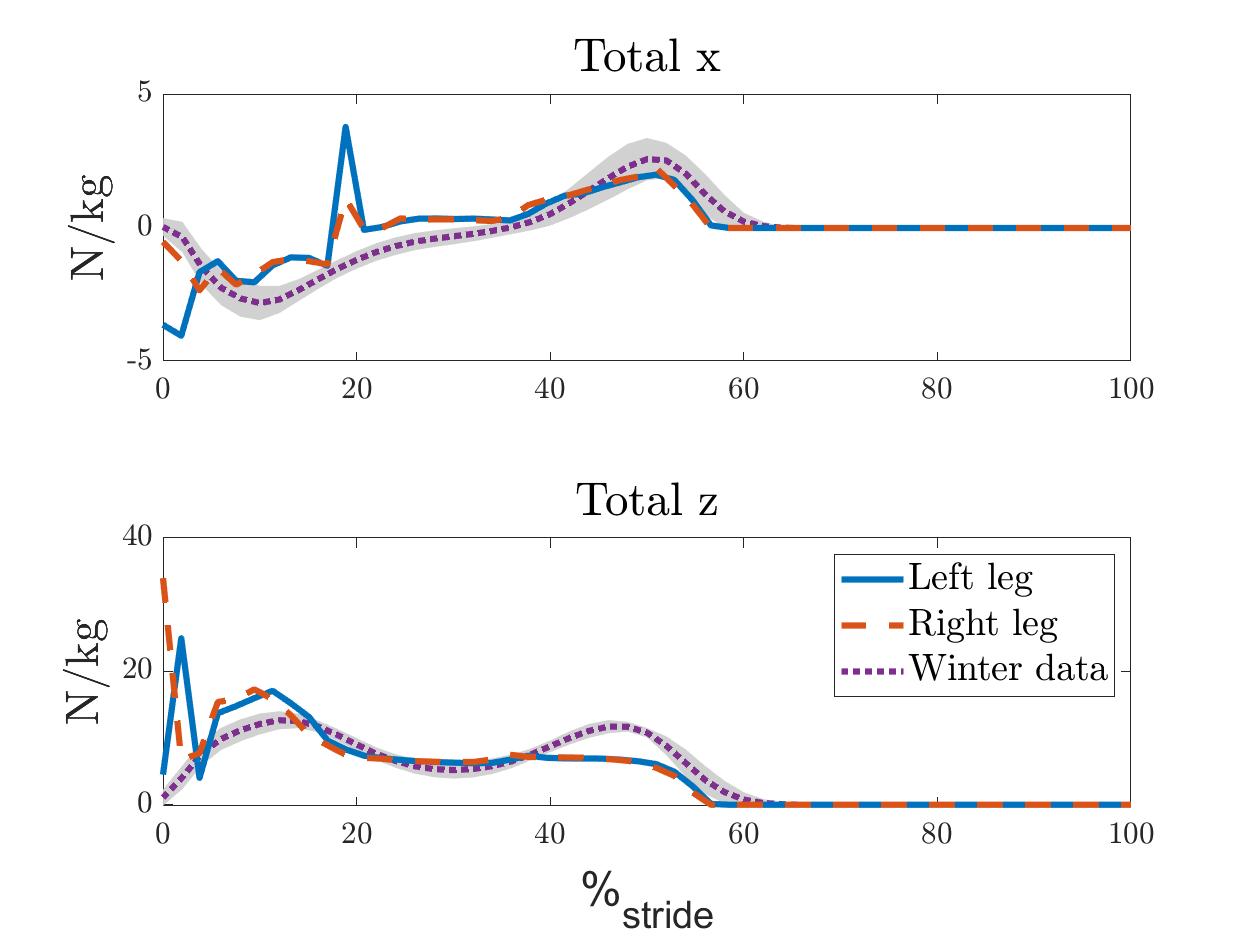 Total x
N/kg
5
0
-5
0 20 40 60 80 100
Total z
N/kg
40
20
0
Left leg
Right leg
Winter data
0 20 40 60 80 100
%stride